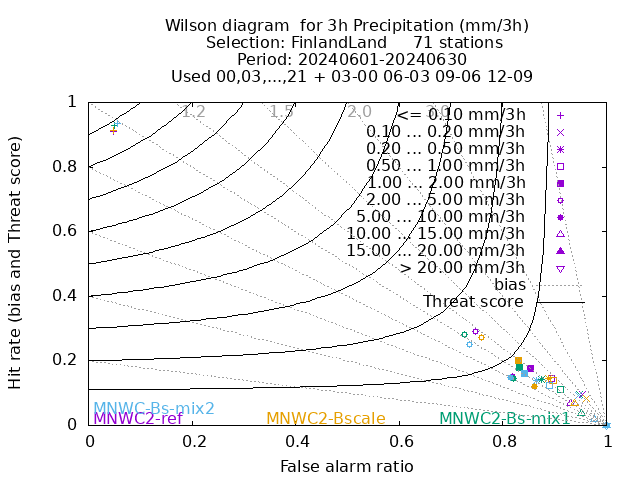 Wilson diagram  for 3h Precipitation (mm/3h)
Selection: FinlandLand     71 stations
Period: 20240601-20240630
Used 00,03,...,21 + 03-00 06-03 09-06 12-09
1.2 1.5 2.0 3.0
<= 0.10 mm/3h
0.10 ... 0.20 mm/3h
0.20 ... 0.50 mm/3h
0.50 ... 1.00 mm/3h
1.00 ... 2.00 mm/3h
2.00 ... 5.00 mm/3h
5.00 ... 10.00 mm/3h
10.00 ... 15.00 mm/3h
15.00 ... 20.00 mm/3h
> 20.00 mm/3h
bias
Threat score
Hit rate (bias and Threat score)
1
0.8
0.6
0.4
0.2
0
MNWC-Bs-mix2
MNWC2-ref MNWC2-Bscale MNWC2-Bs-mix1
0 0.2 0.4 0.6 0.8 1
False alarm ratio